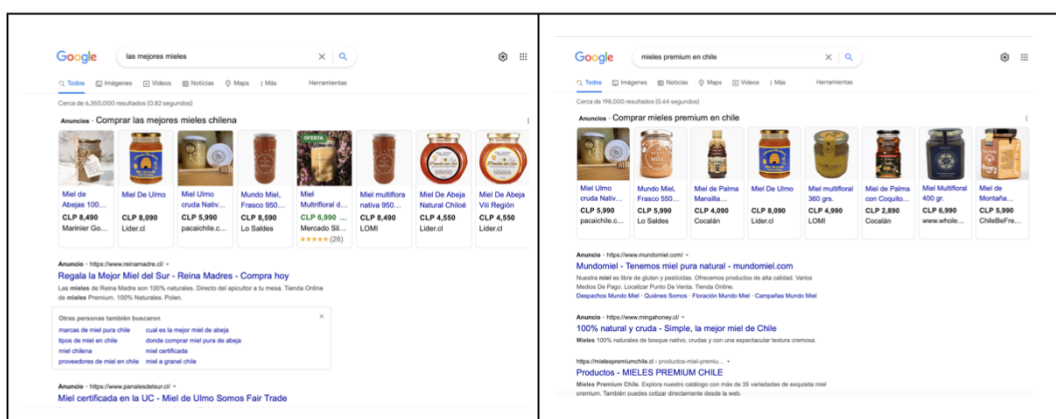 Google
las mejores mieles
Todos Imágenes Videos Noticias Maps Más Herramientas
Cerca de 6,350,000 resultados (0.82 segundos)
Anuncios · Comprar las mejores mieles chilena
OFERTA
Miel de Abejas 100...
CLP 8,490
Marinier Go...
Miel De Ulmo
CLP 8,090
Lider.cl
Miel Ulmo cruda Nativ...
CLP 5,990
pacaichile.c...
Mundo Miel, Frasco 550...
CLP 8,590
Lo Saldes
Miel Multifloral d...
CLP 6,990 ...
Mercado Sil...
(26)
Miel multiflora nativa 950...
CLP 8,490
LOMI
Miel De Abeja Natural Chiloé
CLP 4,550
Lider.cl
Miel De Abeja Viii Región
CLP 4,550
Lider.cl
Anuncio · https://www.reinamadre.cl/
Regala la Mejor Miel del Sur - Reina Madres - Compra hoy
Las mieles de Reina Madre son 100% naturales. Directo del apicultor a tu mesa. Tienda Online
de mieles Premium. 100% Naturales. Polen.
Otras personas también buscaron
marcas de miel pura chile cual es la mejor miel de abeja
tipos de miel en chile donde comprar miel pura de abeja
miel chilena miel certificada
proveedores de miel en chile miel a granel chile
Anuncio · https://www.panalesdelsur.cl/
Miel certificada en la UC - Miel de Ulmo Somos Fair Trade
Google
mieles premium en chile
Todos Imágenes Noticias Maps Videos Más Herramientas
Cerca de 198,000 resultados (0.64 segundos)
Anuncios · Comprar mieles premium en chile
Miel Ulmo cruda Nativ...
CLP 5,990
pacaichile.c...
Mundo Miel, Frasco 550...
CLP 5,990
Lo Saldes
Miel de Palma Mansilla...
CLP 4,090
Cocalán
Miel De Ulmo
CLP 8,090
Lider.cl
Miel multifloral 360 grs.
CLP 4,990
LOMI
Miel de Palma con Coquito...
CLP 2,890
Cocalán
Miel Multifloral 400 gr.
CLP 6,990
www.whole...
Miel de Montaña...
CLP 5,990
ChileBeFre...
Anuncio · https://www.mundomiel.com/
Mundomiel - Tenemos miel pura natural - mundomiel.com
Nuestra miel es libre de gluten y pesticidas. Ofrecemos productos de alta calidad. Varios
Medios De Pago. Localizar Punto De Venta. Tienda Online.
Despachos Mundo Miel · Quiénes Somos · Floración Mundo Miel · Campañas Mundo Miel
Anuncio · https://www.mingahoney.cl/
100% natural y cruda - Simple, la mejor miel de Chile
Mieles 100% naturales de bosque nativo, crudas y con una espectacular textura cremosa.
https://mielespremiumchile.cl › productos-miel-premiu...
Productos - MIELES PREMIUM CHILE
Mieles Premium Chile. Explora nuestro catálogo con más de 35 variedades de exquisita miel
premium. También puedes cotizar directamente desde la web.